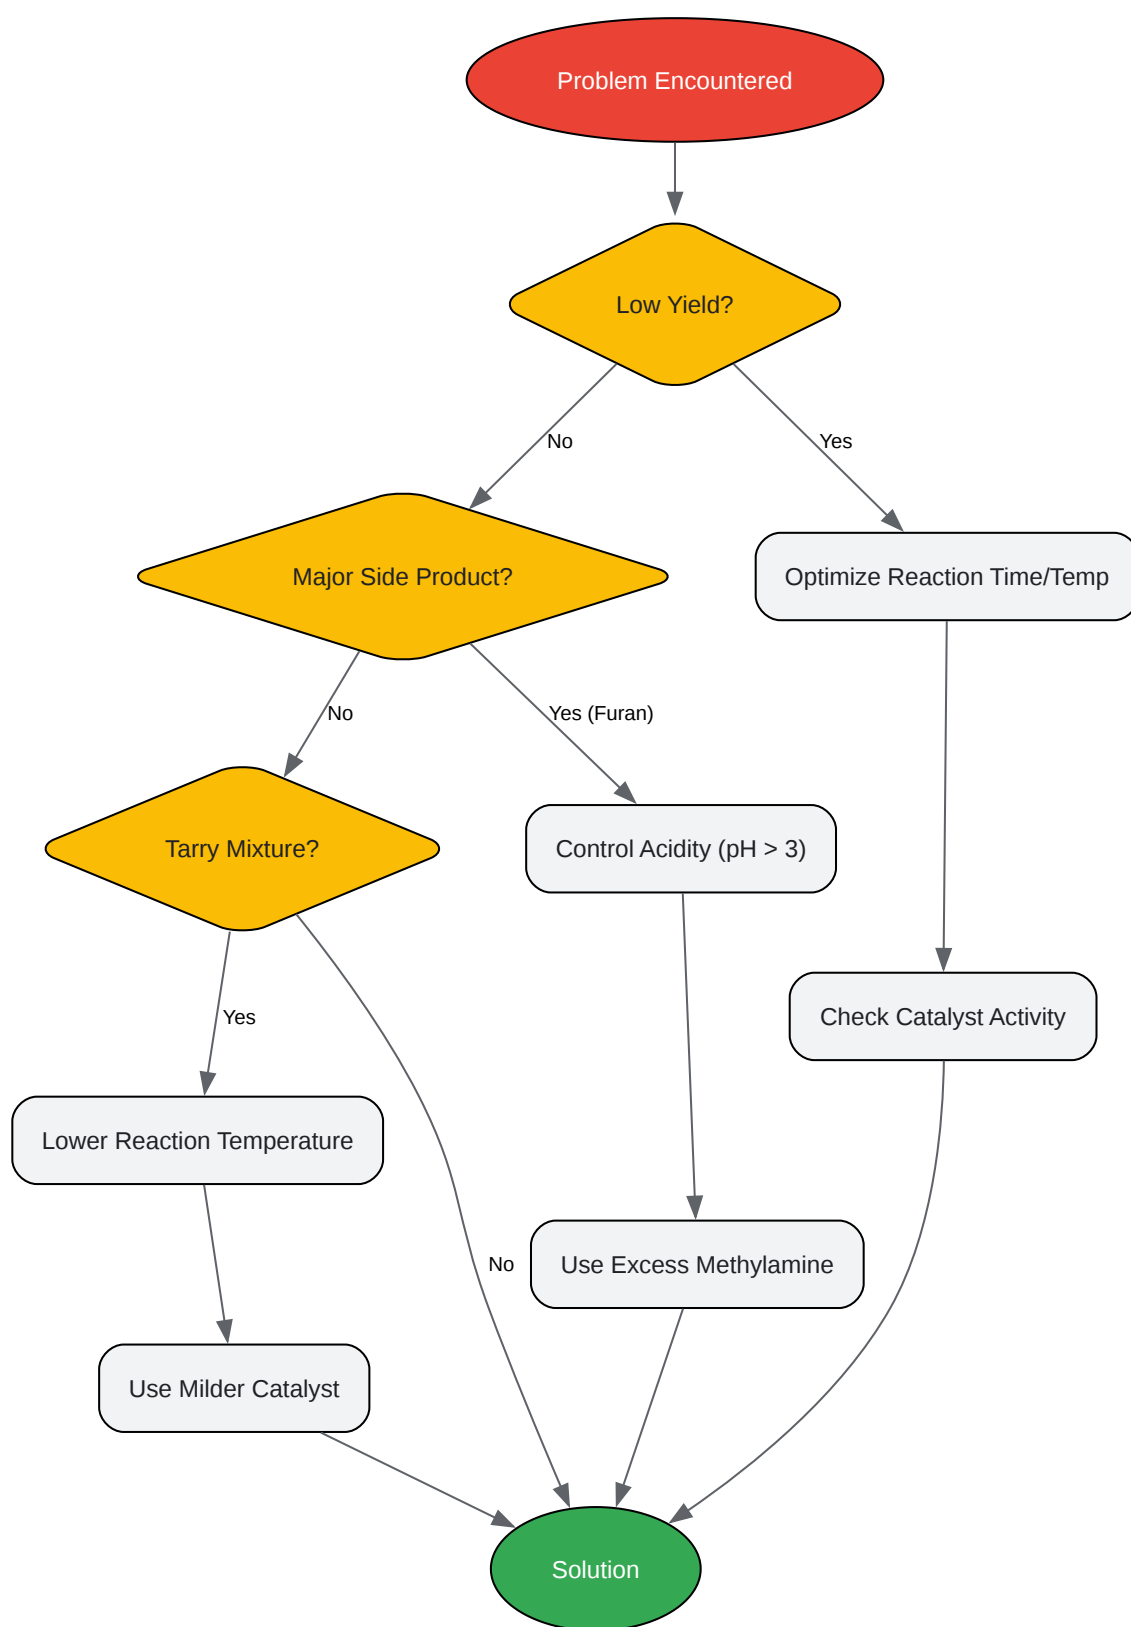 Problem Encountered
Low Yield?
No
Yes
Major Side Product?
Optimize Reaction Time/Temp
No
Yes (Furan)
Tarry Mixture?
Control Acidity (pH > 3)
Yes
Check Catalyst Activity
Lower Reaction Temperature
No
Use Excess Methylamine
Use Milder Catalyst
Solution